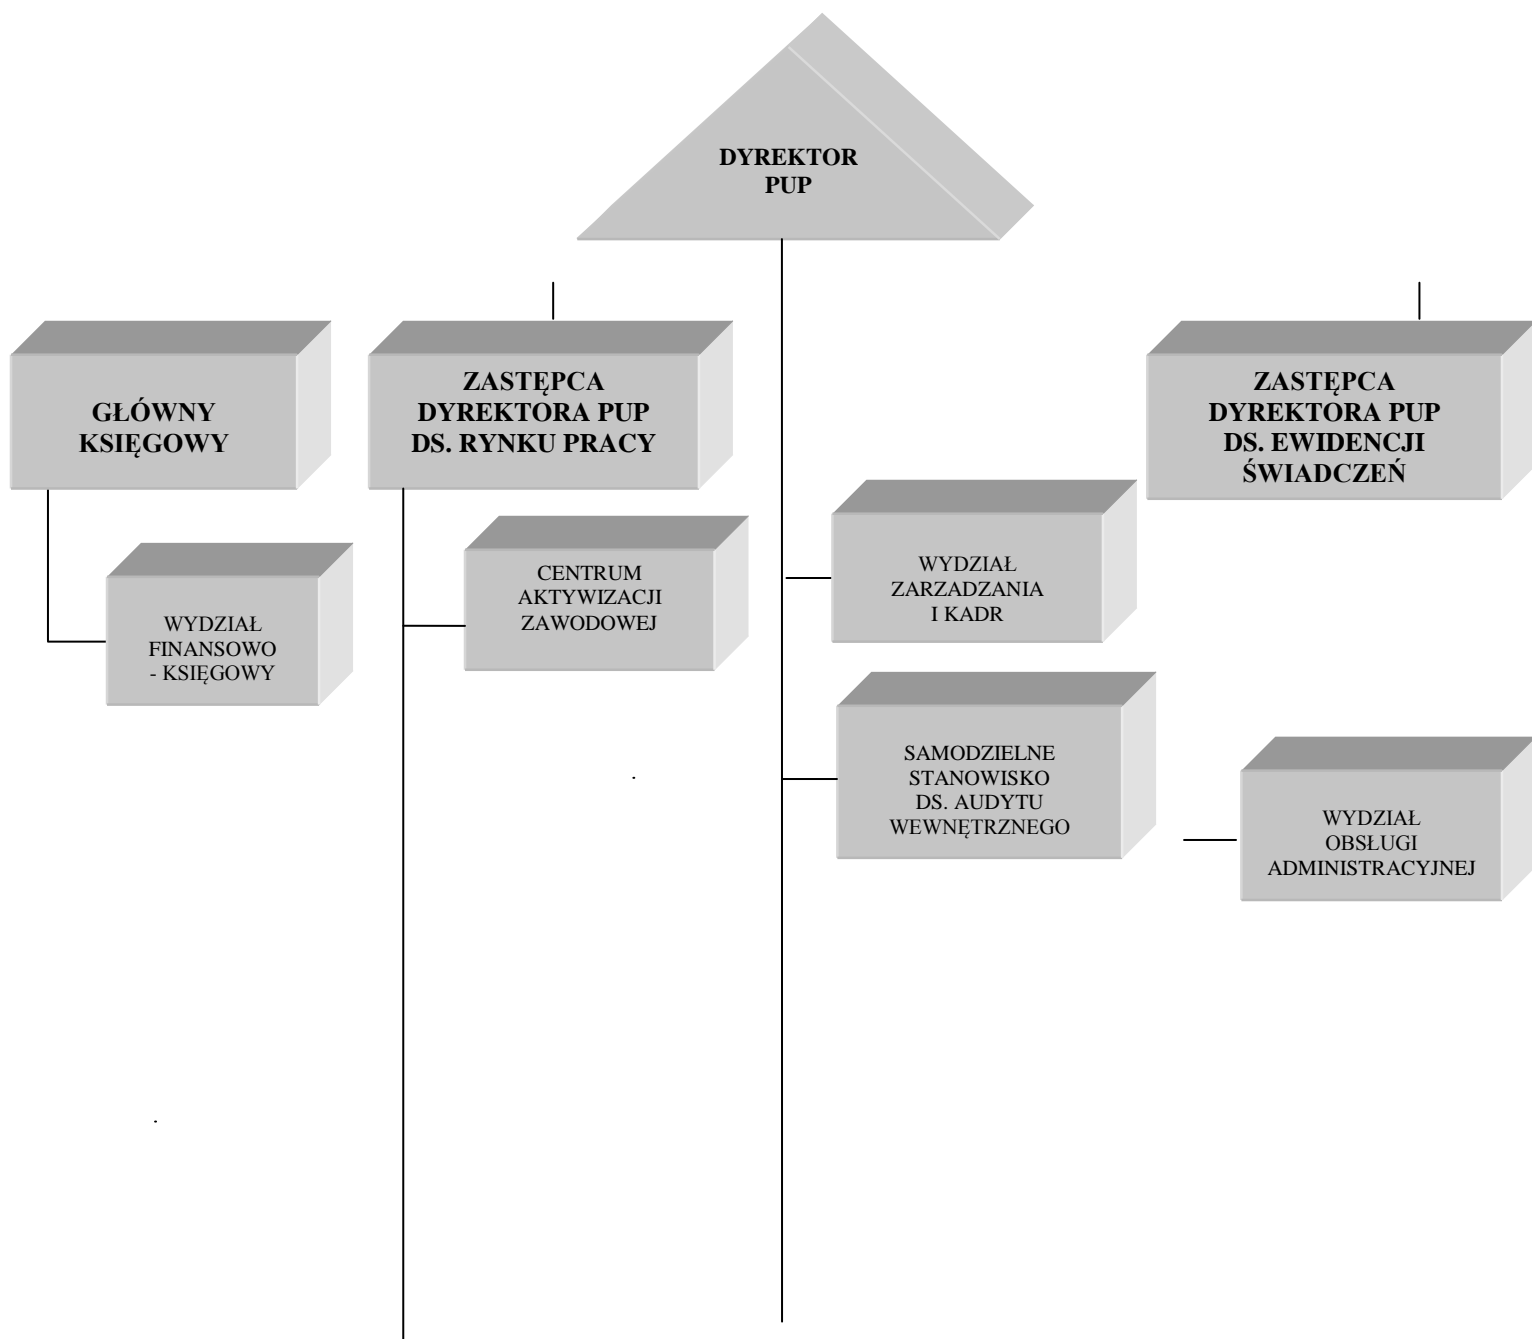 DYREKTOR
PUP
GŁÓWNY
KSIĘGOWY
ZASTĘPCA
DYREKTORA PUP
DS. RYNKU PRACY
ZASTĘPCA
DYREKTORA PUP
DS. EWIDENCJI
ŚWIADCZEŃ
WYDZIAŁ
FINANSOWO
- KSIĘGOWY
CENTRUM
AKTYWIZACJI
ZAWODOWEJ
WYDZIAŁ
ZARZADZANIA
I KADR
SAMODZIELNE
STANOWISKO
DS. AUDYTU
WEWNĘTRZNEGO
WYDZIAŁ
OBSŁUGI
ADMINISTRACYJNEJ